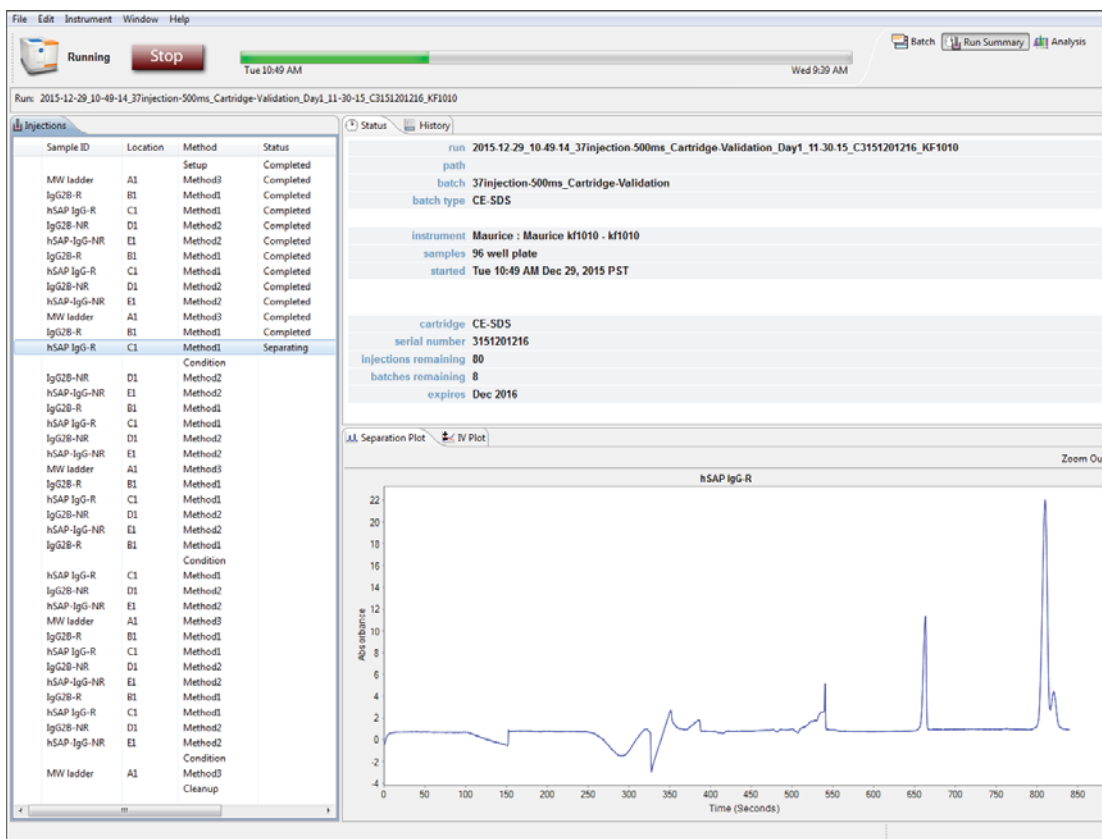 File Edit Instrument Window Help
Running Stop
Tue 10:49 AM Wed 9:39 AM
Batch Run Summary Analysis
Run: 2015-12-29_10-49-14_37injection-500ms_Cartridge-Validation_Day1_11-30-15_C3151201216_KF1010
Injections
Sample ID Location Method Status
Setup Completed
MW ladder A1 Method3 Completed
IgG2B-R B1 Method1 Completed
hSAP IgG-R C1 Method1 Completed
IgG2B-NR D1 Method2 Completed
hSAP-IgG-NR E1 Method2 Completed
IgG2B-R B1 Method1 Completed
hSAP IgG-R C1 Method1 Completed
IgG2B-NR D1 Method2 Completed
hSAP-IgG-NR E1 Method2 Completed
MW ladder A1 Method3 Completed
IgG2B-R B1 Method1 Completed
hSAP IgG-R C1 Method1 Separating
Condition
IgG2B-NR D1 Method2
hSAP-IgG-NR E1 Method2
IgG2B-R B1 Method1
hSAP IgG-R C1 Method1
IgG2B-NR D1 Method2
hSAP-IgG-NR E1 Method2
MW ladder A1 Method3
IgG2B-R B1 Method1
hSAP IgG-R C1 Method1
IgG2B-NR D1 Method2
hSAP-IgG-NR E1 Method2
IgG2B-R B1 Method1
Condition
hSAP IgG-R C1 Method1
IgG2B-NR D1 Method2
hSAP-IgG-NR E1 Method2
MW ladder A1 Method3
IgG2B-R B1 Method1
hSAP IgG-R C1 Method1
IgG2B-NR D1 Method2
hSAP-IgG-NR E1 Method2
IgG2B-R B1 Method1
hSAP IgG-R C1 Method1
IgG2B-NR D1 Method2
hSAP-IgG-NR E1 Method2
Condition
MW ladder A1 Method3
Cleanup
Status History
run 2015-12-29_10-49-14_37injection-500ms_Cartridge-Validation_Day1_11-30-15_C3151201216_KF1010
path
batch 37injection-500ms_Cartridge-Validation
batch type CE-SDS
instrument Maurice : Maurice kf1010 - kf1010
samples 96 well plate
started Tue 10:49 AM Dec 29, 2015 PST
cartridge CE-SDS
serial number 3151201216
injections remaining 80
batches remaining 8
expires Dec 2016
Separation Plot IV Plot
Zoom Ou
hSAP IgG-R
22
20
18
16
14
12
10
8
6
4
2
0
-2
-4
Absorbance
0 50 100 150 200 250 300 350 400 450 500 550 600 650 700 750 800 850
Time (Seconds)